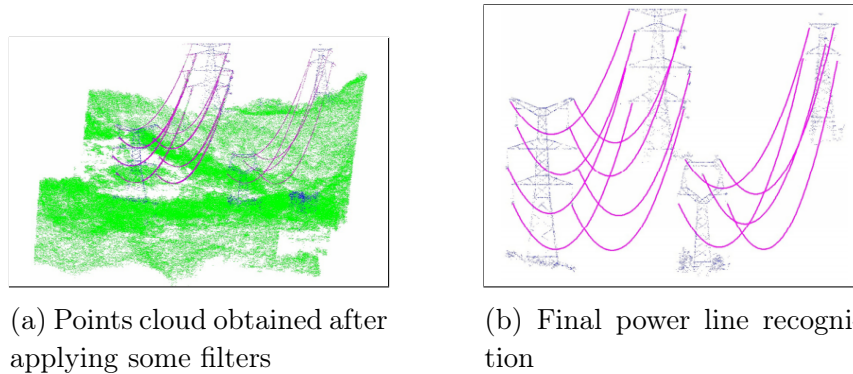 (a) Points cloud obtained after
applying some filters
(b) Final power line recogni-
tion